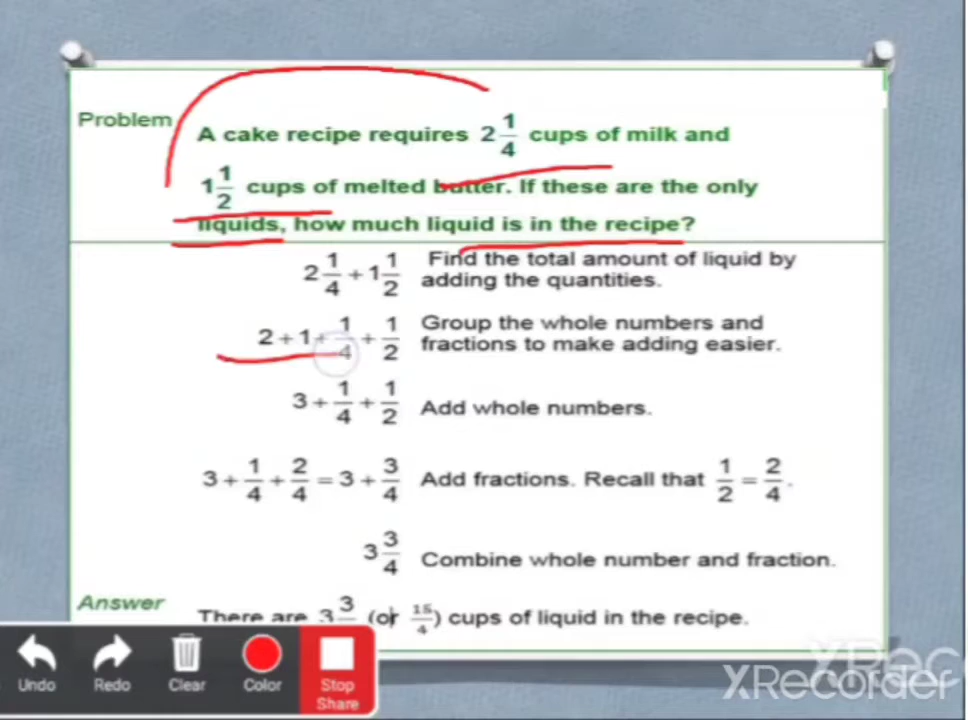 Problem
A cake recipe requires 2 1/4 cups of milk and
1 1/2 cups of melted butter. If these are the only
liquids, how much liquid is in the recipe?
2 1/4 + 1 1/2 Find the total amount of liquid by
adding the quantities.
2 + 1 + 1/4 + 1/2 Group the whole numbers and
fractions to make adding easier.
3 + 1/4 + 1/2 Add whole numbers.
3 + 1/4 + 2/4 = 3 + 3/4 Add fractions. Recall that 1/2 = 2/4.
3 3/4 Combine whole number and fraction.
Answer
There are 3 3/ (or 15/4) cups of liquid in the recipe.
Undo Redo Clear Color Stop Share
XRecorder